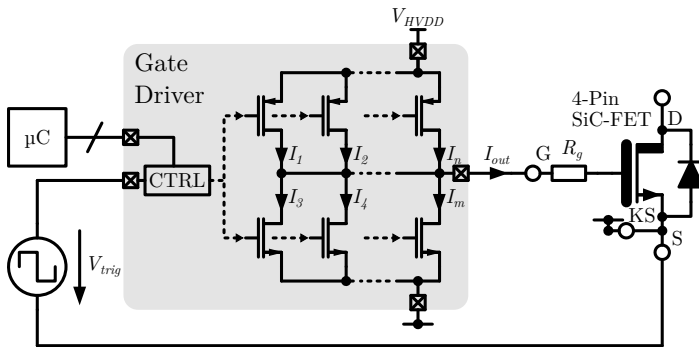 V_HVDD
Gate
Driver
4-Pin
SiC-FET
D
µC
I_1
I_2
I_n
I_out
G
R_g
CTRL
I_3
I_4
I_m
KS
S
V_trig